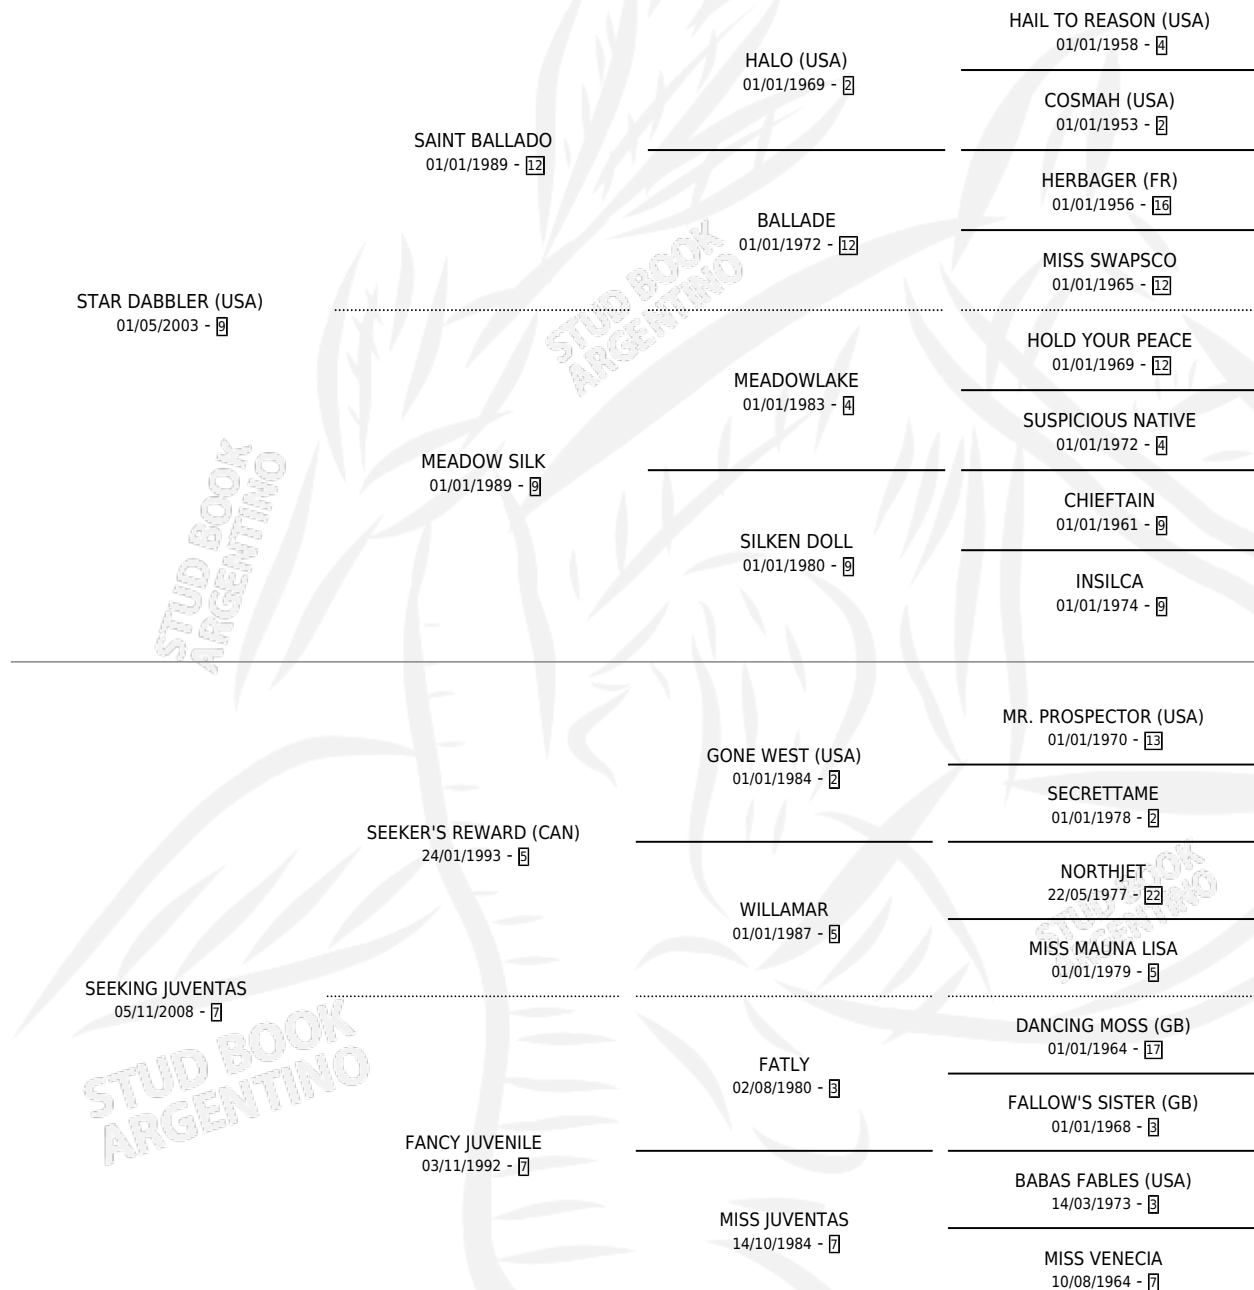 HAIL TO REASON (USA)
01/01/1958 - 4
HALO (USA)
01/01/1969 - 2
COSMAH (USA)
01/01/1953 - 2
SAINT BALLADO
01/01/1989 - 12
HERBAGER (FR)
01/01/1956 - 16
BALLADE
01/01/1972 - 12
MISS SWAPSCO
01/01/1965 - 12
STAR DABBLER (USA)
01/05/2003 - 9
HOLD YOUR PEACE
01/01/1969 - 12
MEADOWLAKE
01/01/1983 - 4
SUSPICIOUS NATIVE
01/01/1972 - 4
MEADOW SILK
01/01/1989 - 9
CHIEFTAIN
01/01/1961 - 9
SILKEN DOLL
01/01/1980 - 9
INSILCA
01/01/1974 - 9
MR. PROSPECTOR (USA)
01/01/1970 - 13
GONE WEST (USA)
01/01/1984 - 2
SECRETTAME
01/01/1978 - 2
SEEKER'S REWARD (CAN)
24/01/1993 - 5
NORTHJET
22/05/1977 - 22
WILLAMAR
01/01/1987 - 5
MISS MAUNA LISA
01/01/1979 - 5
SEEKING JUVENTAS
05/11/2008 - 7
DANCING MOSS (GB)
01/01/1964 - 17
FATLY
02/08/1980 - 3
FALLOW'S SISTER (GB)
01/01/1968 - 3
FANCY JUVENILE
03/11/1992 - 7
BABAS FABLES (USA)
14/03/1973 - 3
MISS JUVENTAS
14/10/1984 - 7
MISS VENECIA
10/08/1964 - 7
STUD BOOK
ARGENTINO
STUD BOOK
ARGENTINO
STUD BOOK
ARGENTINO
STUD BOOK
ARGENTINO